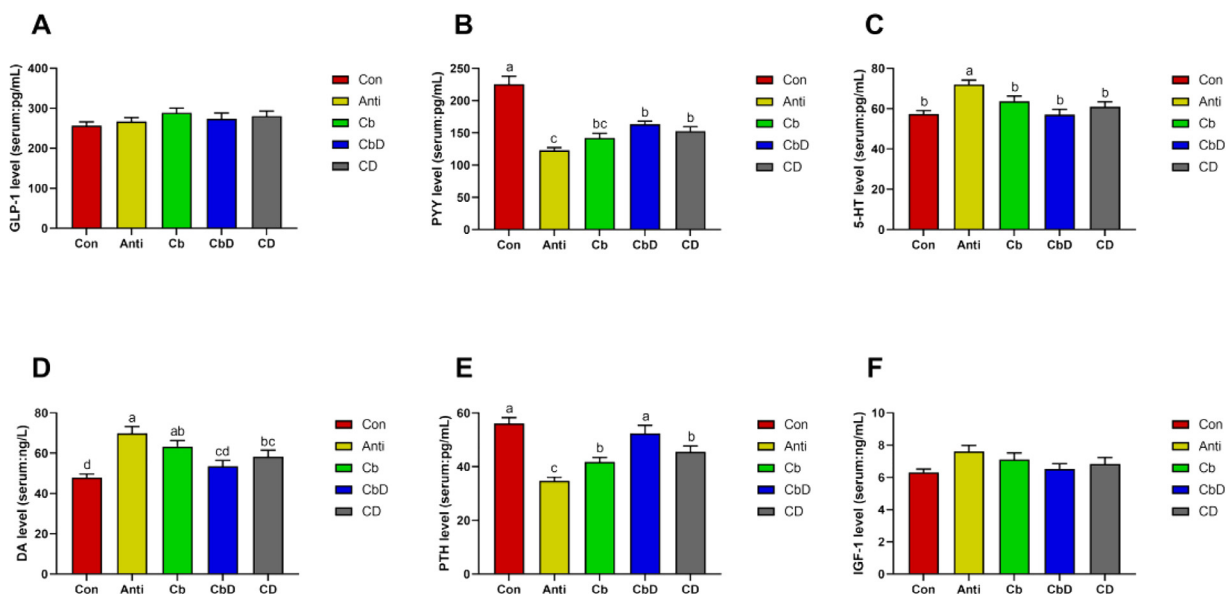 A
GLP-1 level (serum:pg/mL)
400
300
200
100
0
Con Anti Cb CbD CD
Con
Anti
Cb
CbD
CD
B
PYY level (serum:pg/mL)
250
200
150
100
50
0
a c bc b b
Con Anti Cb CbD CD
Con
Anti
Cb
CbD
CD
C
5-HT level (serum:pg/mL)
80
60
40
20
0
b a b b b
Con Anti Cb CbD CD
Con
Anti
Cb
CbD
CD
D
DA level (serum:ng/L)
80
60
40
20
0
d a ab cd bc
Con Anti Cb CbD CD
Con
Anti
Cb
CbD
CD
E
PTH level (serum:pg/mL)
60
40
20
0
a c b a b
Con Anti Cb CbD CD
Con
Anti
Cb
CbD
CD
F
IGF-1 level (serum:ng/mL)
10
8
6
4
2
0
Con Anti Cb CbD CD
Con
Anti
Cb
CbD
CD